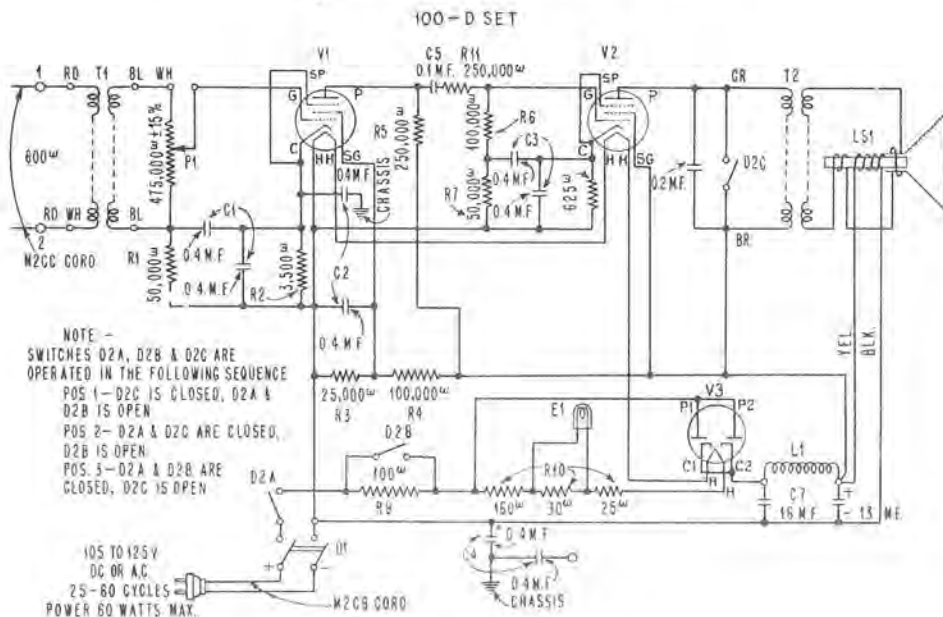 100-D SET
V1
V2
1 RD T1 BL WH
SP
G
P
C5 R11
0.1 M.F. 250,000ω
SP
G
P
GR
T2
600ω
475,000ω ±15%
P1
R5
250,000ω
100,000ω
R6
C3
LS1
C
H H
SG
0.4 M.F.
CHASSIS
0.4 M.F.
C
H H
SG
0.2 M.F.
D2C
R7
50,000ω
0.4 M.F.
625ω
RD WH BL
2
M2CC CORD
C1
R1
50,000ω
0.4 M.F.
0.4 M.F.
R2
3,500ω
C2
0.4 M.F.
BR.
YEL.
BLK.
NOTE -
SWITCHES D2A, D2B & D2C ARE
OPERATED IN THE FOLLOWING SEQUENCE
POS 1-D2C IS CLOSED, D2A &
D2B IS OPEN
POS 2-D2A & D2C ARE CLOSED,
D2B IS OPEN
POS. 3-D2A & D2B ARE
CLOSED, D2C IS OPEN
25,000ω
R3
100,000ω
R4
D2B
100ω
R9
E1
R10
150ω
30ω
25ω
V3
P1 P2
C1 C2
H
H
L1
C7
16 M.F.
+
-
D2A
D1
+ -
0.4 M.F.
0.4 M.F.
CHASSIS
105 TO 125V
DC OR A.C.
25-60 CYCLES
POWER 60 WATTS MAX.
M2CB CORD